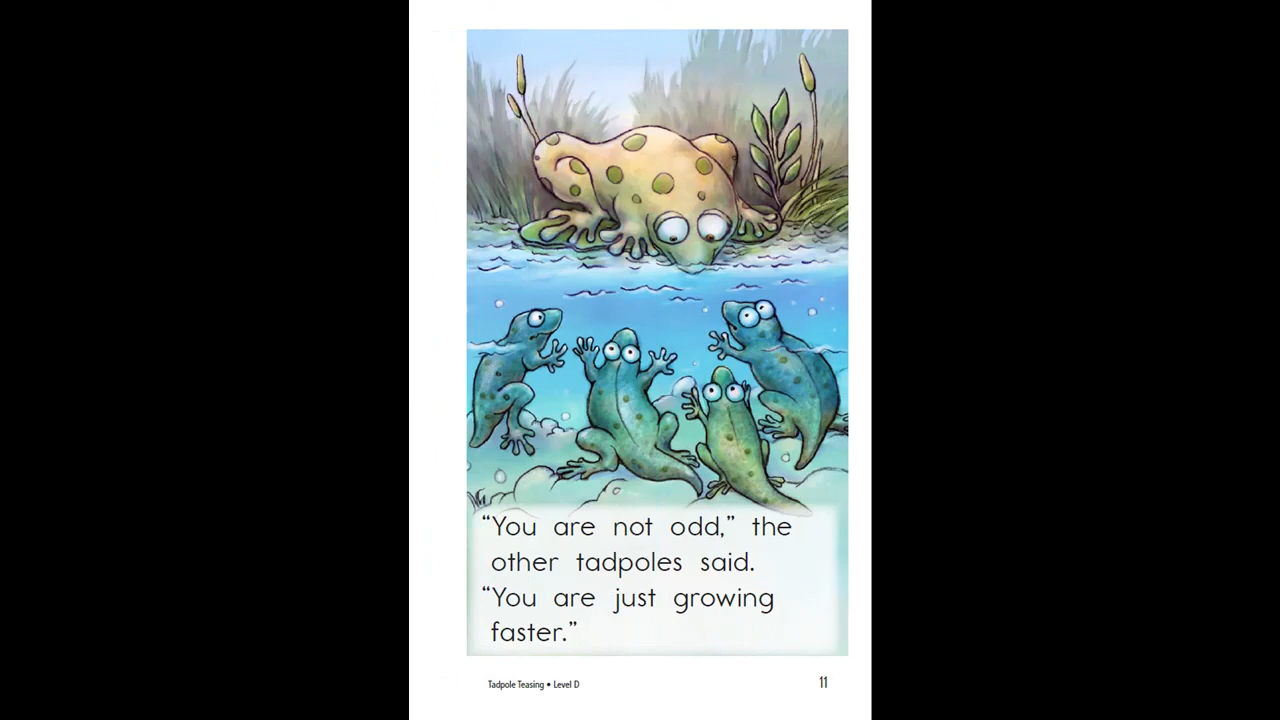 “You are not odd,” the
other tadpoles said.
“You are just growing
faster.”
Tadpole Teasing • Level D
11